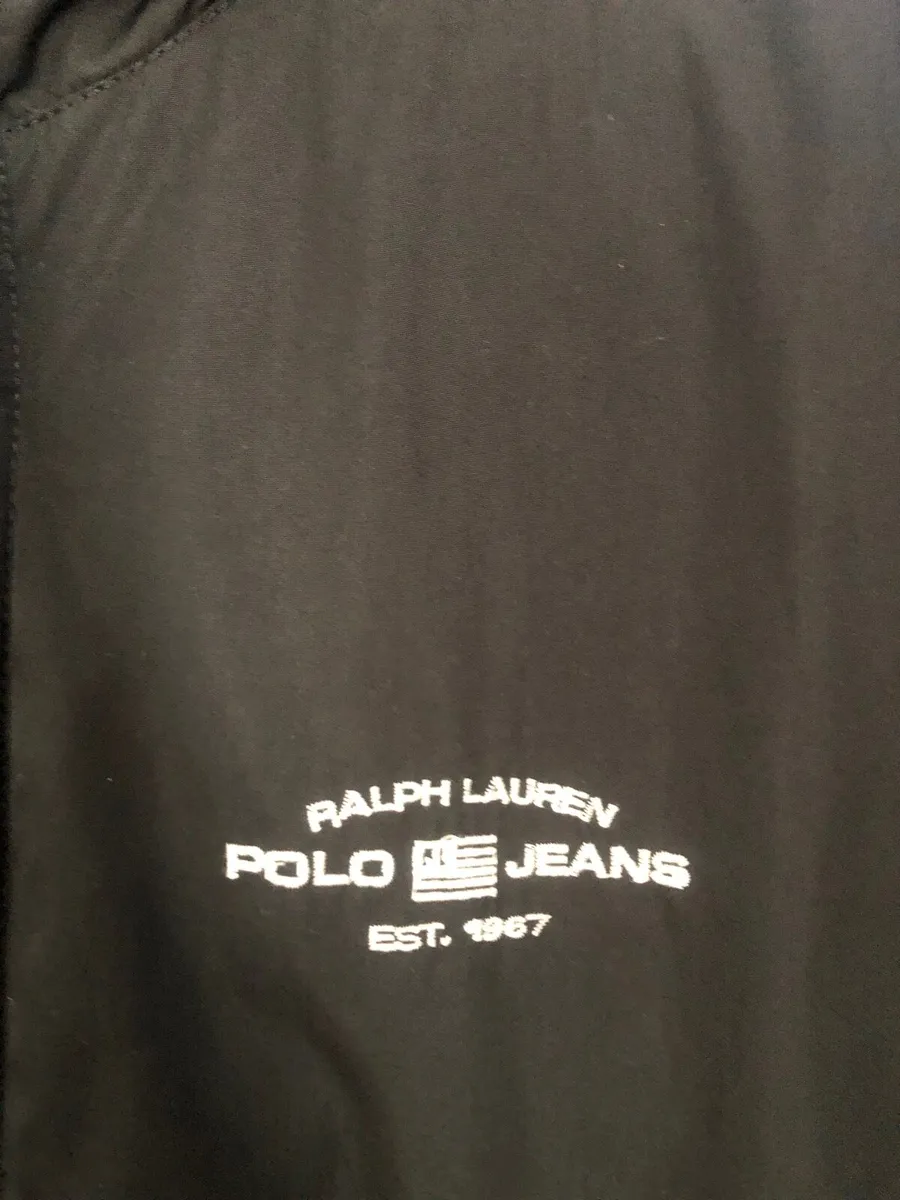 RALPH LAUREN
POLO JEANS
EST. 1967